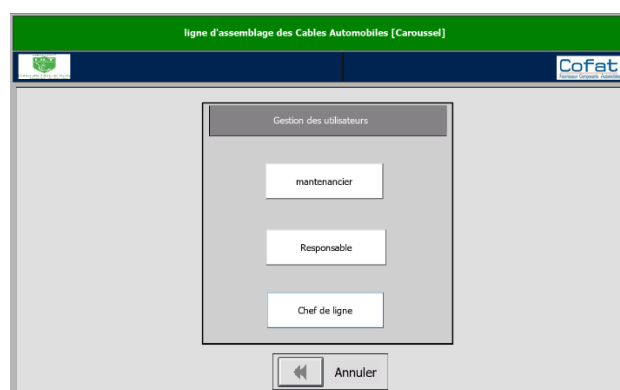 ligne d'assemblage des Cables Automobiles [Caroussel]
Cofat
Gestion des utilisateurs
mantenancier
Responsable
Chef de ligne
Annuler